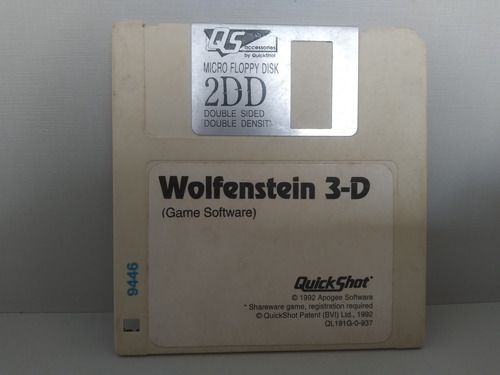 QS
accessories
by QuickShot
MICRO FLOPPY DISK
2DD
DOUBLE SIDED
DOUBLE DENSITY
Wolfenstein 3-D
(Game Software)
QuickShot®
© 1992 Apogee Software
* Shareware game, registration required
© QuickShot Patent (BVI) Ltd., 1992
QL181G-0-937
9446